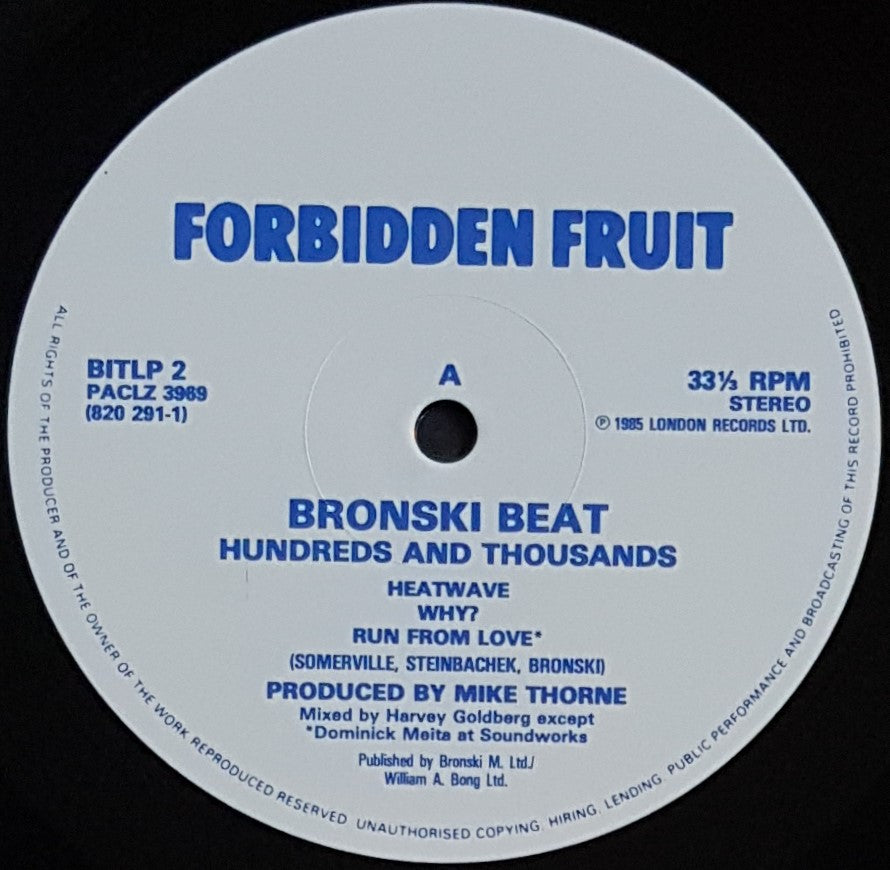 FORBIDDEN FRUIT
BITLP 2
PACLZ 3989
(820 291-1)
A
33⅓ RPM
STEREO
℗ 1985 LONDON RECORDS LTD.
BRONSKI BEAT
HUNDREDS AND THOUSANDS
HEATWAVE
WHY?
RUN FROM LOVE*
(SOMERVILLE, STEINBACHEK, BRONSKI)
PRODUCED BY MIKE THORNE
Mixed by Harvey Goldberg except
*Dominick Meita at Soundworks
Published by Bronski M. Ltd./
William A. Bong Ltd.
ALL RIGHTS OF THE PRODUCER AND OF THE OWNER OF THE WORK REPRODUCED RESERVED UNAUTHORISED COPYING, HIRING, LENDING, PUBLIC PERFORMANCE AND BROADCASTING OF THIS RECORD PROHIBITED